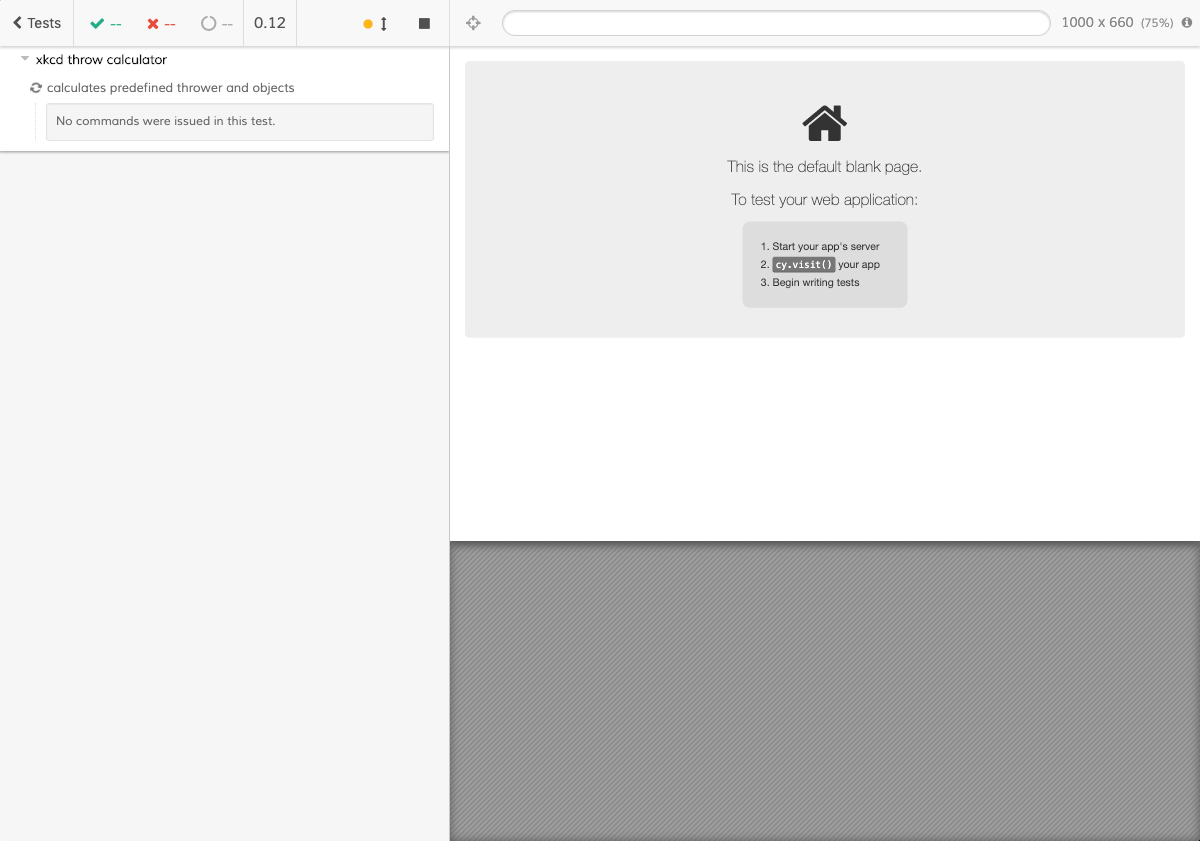 Tests
--
--
--
0.12
1000 x 660 (75%)
xkcd throw calculator
calculates predefined thrower and objects
No commands were issued in this test.
This is the default blank page.
To test your web application:
1. Start your app's server
2. cy.visit() your app
3. Begin writing tests